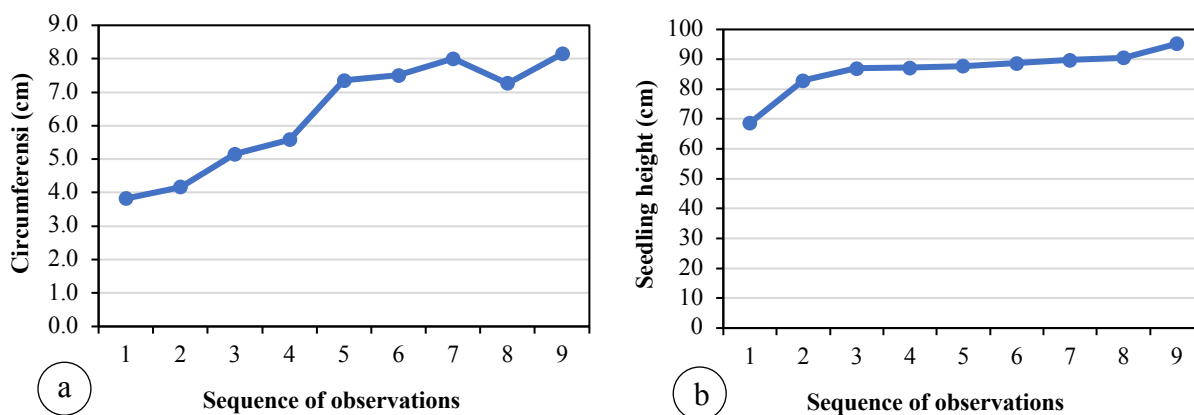 9.0
8.0
7.0
6.0
5.0
4.0
3.0
2.0
1.0
0.0
Circumferensi (cm)
1 2 3 4 5 6 7 8 9
Sequence of observations
a
100
90
80
70
60
50
40
30
20
10
0
Seedling height (cm)
1 2 3 4 5 6 7 8 9
Sequence of observations
b